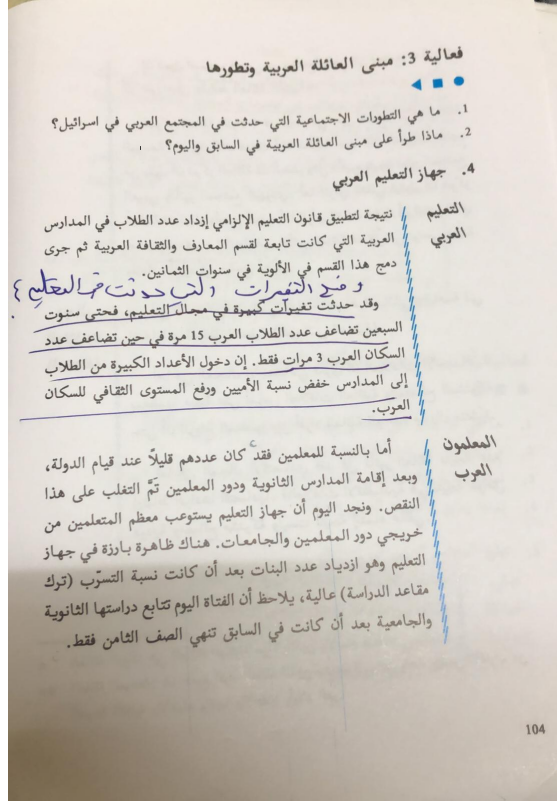 فعالية 3: مبنى العائلة العربية وتطورها
1. ما هي التطورات الاجتماعية التي حدثت في المجتمع العربي في اسرائيل؟
2. ماذا طرأ على مبنى العائلة العربية في السابق واليوم؟
4. جهاز التعليم العربي
التعليم العربي
نتيجة لتطبيق قانون التعليم الإلزامي إزداد عدد الطلاب في المدارس
العربية التي كانت تابعة لقسم المعارف والثقافة العربية ثم جرى
دمج هذا القسم في الألوية في سنوات الثمانين.
وضح التغيرات التي حدثت في التعليم؟
وقد حدثت تغيرات كبيرة في مجال التعليم، فحتى سنوت
السبعين تضاعف عدد الطلاب العرب 15 مرة في حين تضاعف عدد
السكان العرب 3 مرات فقط. إن دخول الأعداد الكبيرة من الطلاب
إلى المدارس خفض نسبة الأميين ورفع المستوى الثقافي للسكان
العرب.
المعلمون العرب
أما بالنسبة للمعلمين فقد كان عددهم قليلًا عند قيام الدولة،
وبعد إقامة المدارس الثانوية ودور المعلمين تَمَّ التغلب على هذا
النقص. ونجد اليوم أن جهاز التعليم يستوعب معظم المتعلمين من
خريجي دور المعلمين والجامعات. هناك ظاهرة بارزة في جهاز
التعليم وهو ازدياد عدد البنات بعد أن كانت نسبة التسرّب (ترك
مقاعد الدراسة) عالية، يلاحظ أن الفتاة اليوم تتابع دراستها الثانوية
والجامعية بعد أن كانت في السابق تنهي الصف الثامن فقط.
104